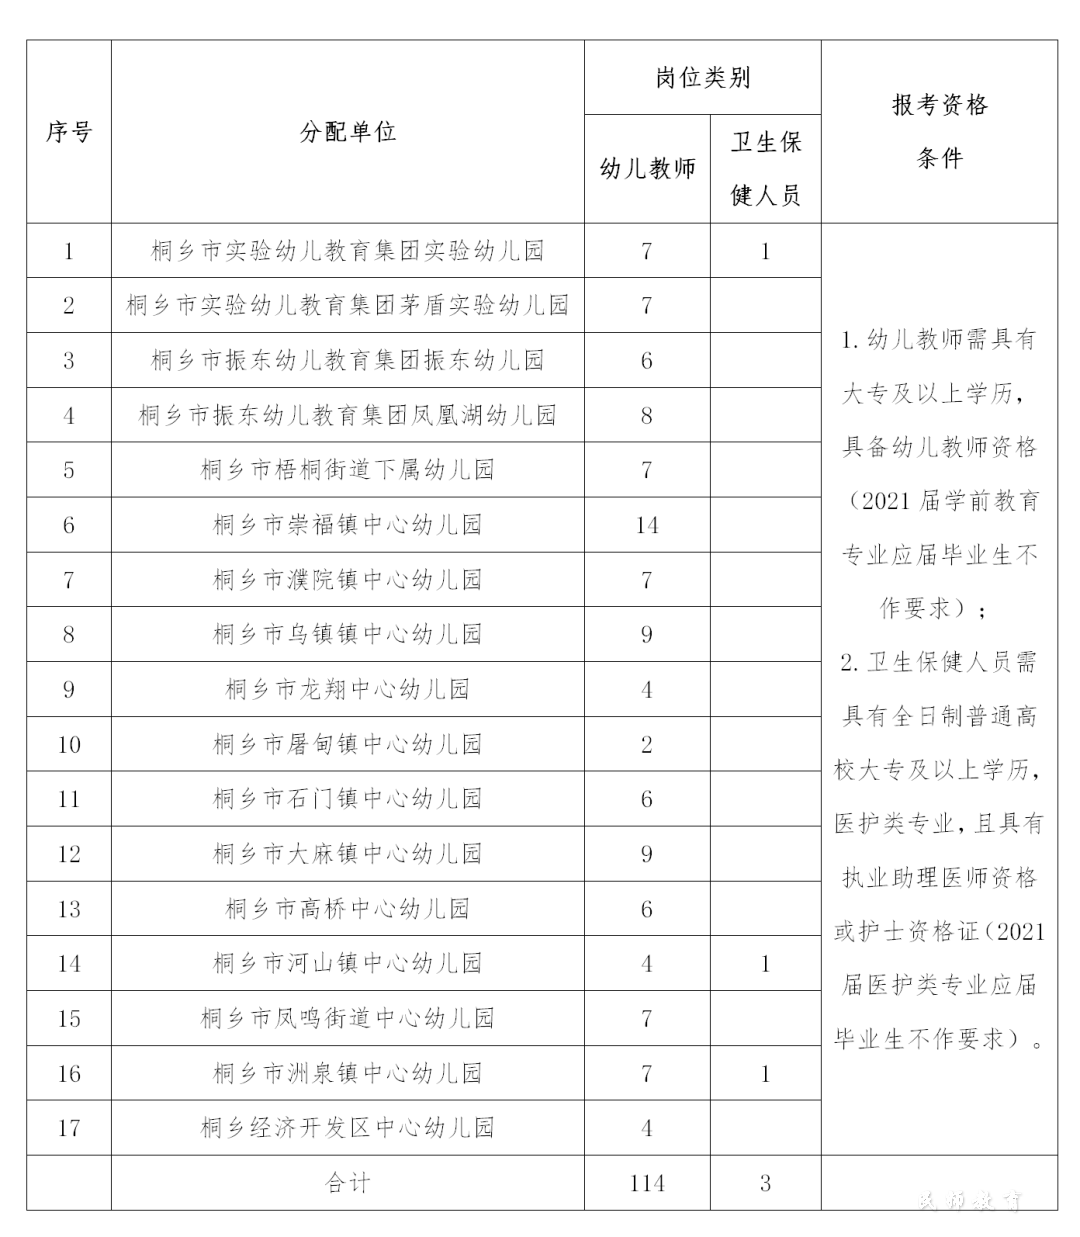 序号 分配单位 岗位类别 报考资格
条件
幼儿教师 卫生保
健人员
1 桐乡市实验幼儿教育集团实验幼儿园 7 1
2 桐乡市实验幼儿教育集团茅盾实验幼儿园 7
3 桐乡市振东幼儿教育集团振东幼儿园 6
4 桐乡市振东幼儿教育集团凤凰湖幼儿园 8
5 桐乡市梧桐街道下属幼儿园 7
6 桐乡市崇福镇中心幼儿园 14
7 桐乡市濮院镇中心幼儿园 7
8 桐乡市乌镇镇中心幼儿园 9
9 桐乡市龙翔中心幼儿园 4
10 桐乡市屠甸镇中心幼儿园 2
11 桐乡市石门镇中心幼儿园 6
12 桐乡市大麻镇中心幼儿园 9
13 桐乡市高桥中心幼儿园 6
14 桐乡市河山镇中心幼儿园 4 1
15 桐乡市凤鸣街道中心幼儿园 7
16 桐乡市洲泉镇中心幼儿园 7 1
17 桐乡经济开发区中心幼儿园 4
1.幼儿教师需具有
大专及以上学历，
具备幼儿教师资格
（2021届学前教育
专业应届毕业生不
作要求）；
2.卫生保健人员需
具有全日制普通高
校大专及以上学历，
医护类专业，且具有
执业助理医师资格
或护士资格证（2021
届医护类专业应届
毕业生不作要求）。
合计 114 3
民师教育